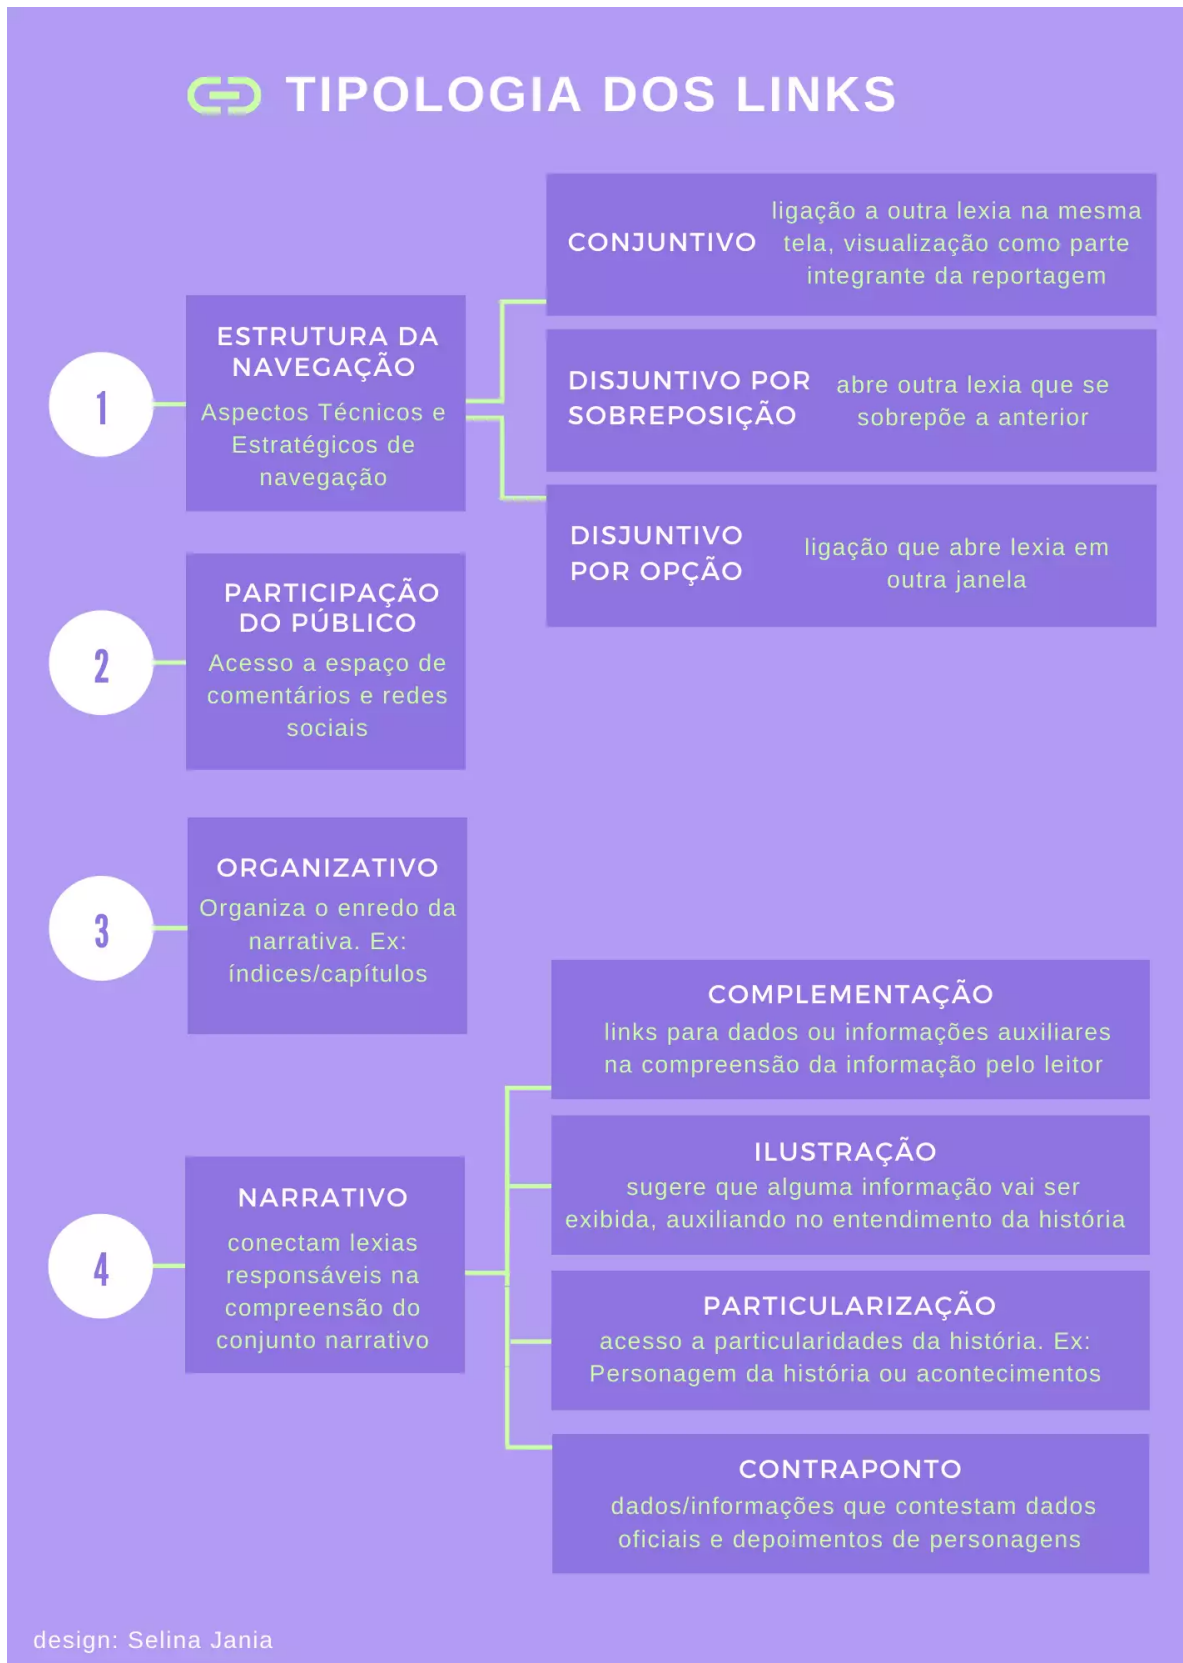 TIPOLOGIA DOS LINKS
1
ESTRUTURA DA
NAVEGAÇÃO
Aspectos Técnicos e
Estratégicos de
navegação
CONJUNTIVO
ligação a outra lexia na mesma
tela, visualização como parte
integrante da reportagem
DISJUNTIVO POR
SOBREPOSIÇÃO
abre outra lexia que se
sobrepõe a anterior
DISJUNTIVO
POR OPÇÃO
ligação que abre lexia em
outra janela
2
PARTICIPAÇÃO
DO PÚBLICO
Acesso a espaço de
comentários e redes
sociais
3
ORGANIZATIVO
Organiza o enredo da
narrativa. Ex:
índices/capítulos
4
NARRATIVO
conectam lexias
responsáveis na
compreensão do
conjunto narrativo
COMPLEMENTAÇÃO
links para dados ou informações auxiliares
na compreensão da informação pelo leitor
ILUSTRAÇÃO
sugere que alguma informação vai ser
exibida, auxiliando no entendimento da história
PARTICULARIZAÇÃO
acesso a particularidades da história. Ex:
Personagem da história ou acontecimentos
CONTRAPONTO
dados/informações que contestam dados
oficiais e depoimentos de personagens
design: Selina Jania